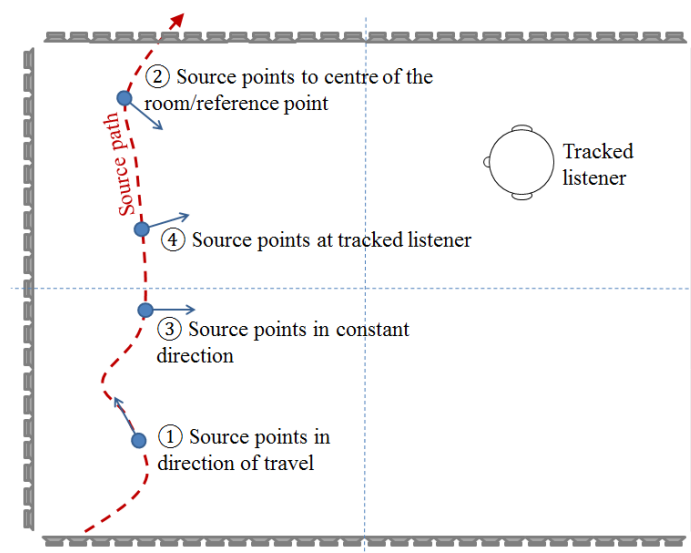 ② Source points to centre of the
room/reference point
Source path
Tracked
listener
④ Source points at tracked listener
③ Source points in constant
direction
① Source points in
direction of travel